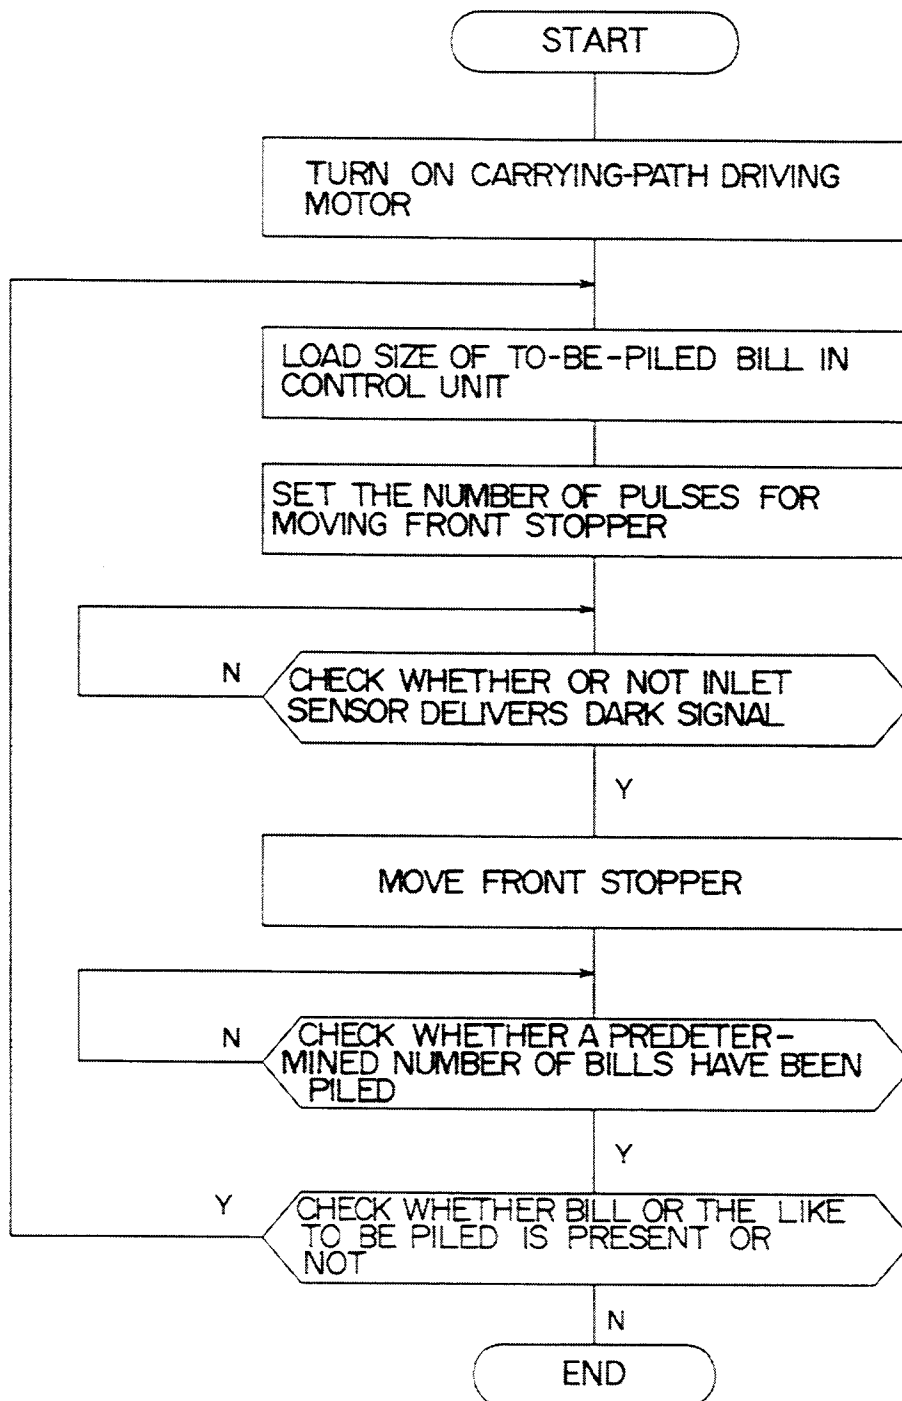 START
TURN ON CARRYING-PATH DRIVING
MOTOR
LOAD SIZE OF TO-BE-PILED BILL IN
CONTROL UNIT
SET THE NUMBER OF PULSES FOR
MOVING FRONT STOPPER
N
CHECK WHETHER OR NOT INLET
SENSOR DELIVERS DARK SIGNAL
Y
MOVE FRONT STOPPER
N
CHECK WHETHER A PREDETER-
MINED NUMBER OF BILLS HAVE BEEN
PILED
Y
Y
CHECK WHETHER BILL OR THE LIKE
TO BE PILED IS PRESENT OR
NOT
N
END